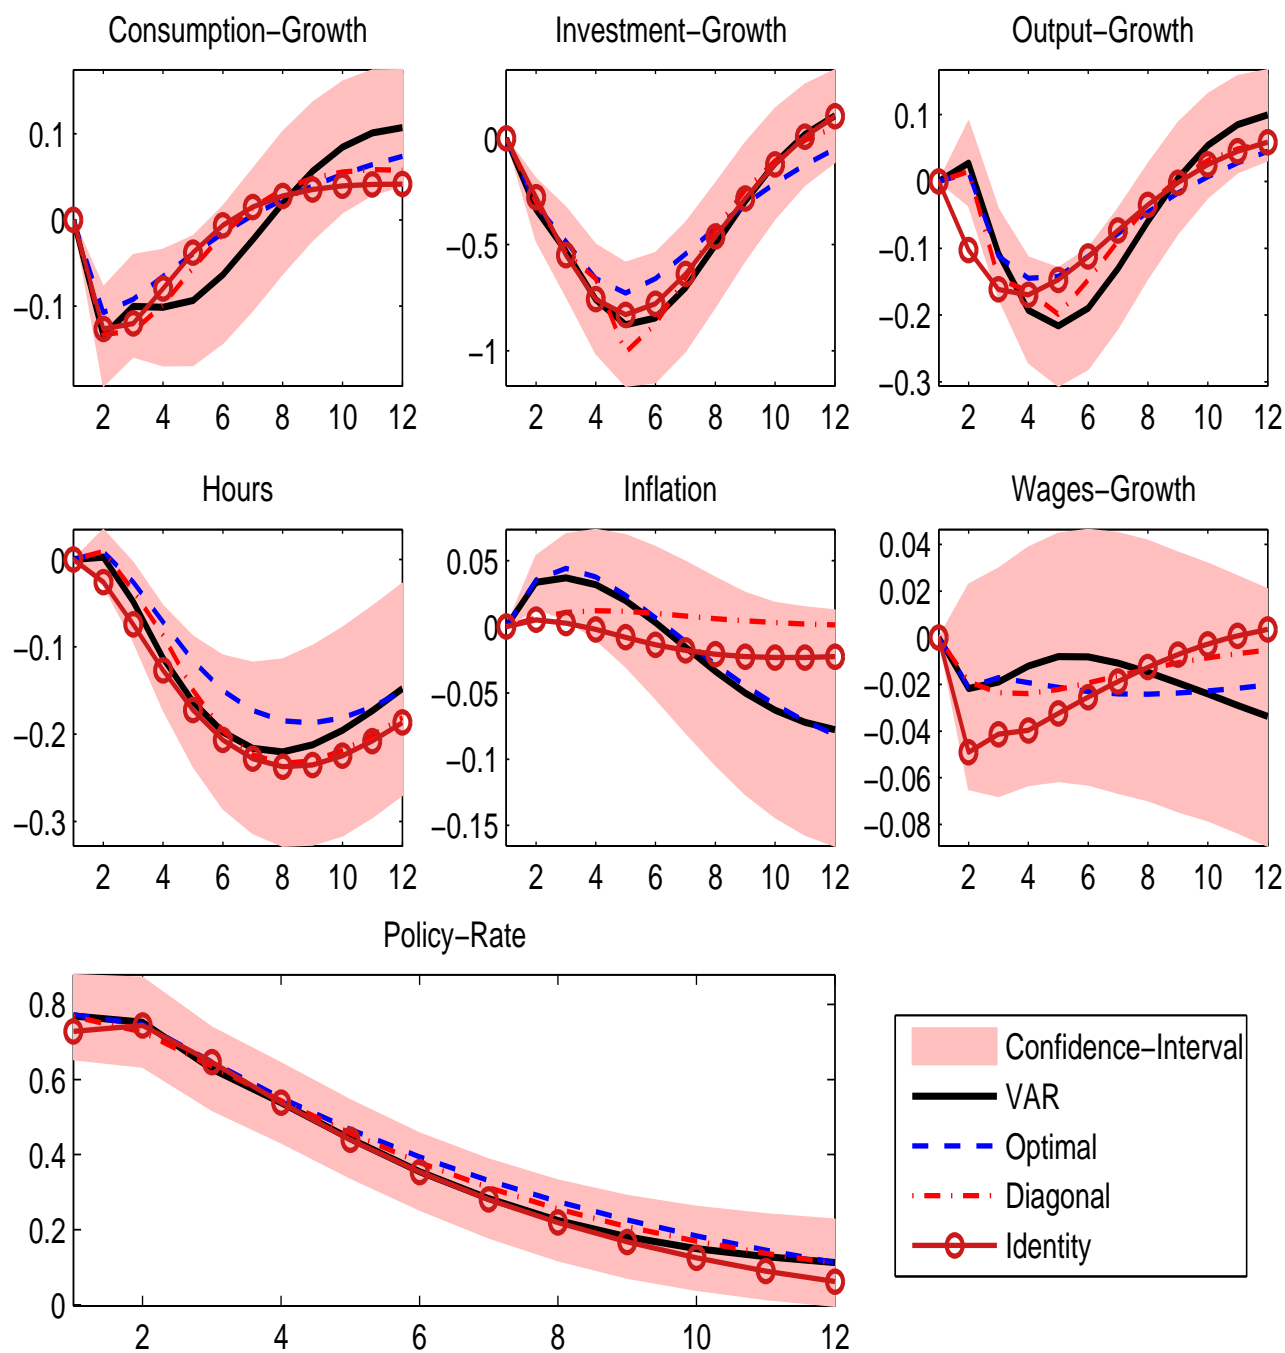 Consumption–Growth
Investment–Growth
Output–Growth
0.1
0
−0.1
2 4 6 8 10 12
0
−0.5
−1
2 4 6 8 10 12
0.1
0
−0.1
−0.2
−0.3
2 4 6 8 10 12
Hours
Inflation
Wages–Growth
0
−0.1
−0.2
−0.3
2 4 6 8 10 12
0.05
0
−0.05
−0.1
−0.15
2 4 6 8 10 12
0.04
0.02
0
−0.02
−0.04
−0.06
−0.08
2 4 6 8 10 12
Policy–Rate
0.8
0.6
0.4
0.2
0
2 4 6 8 10 12
Confidence–Interval
VAR
Optimal
Diagonal
Identity